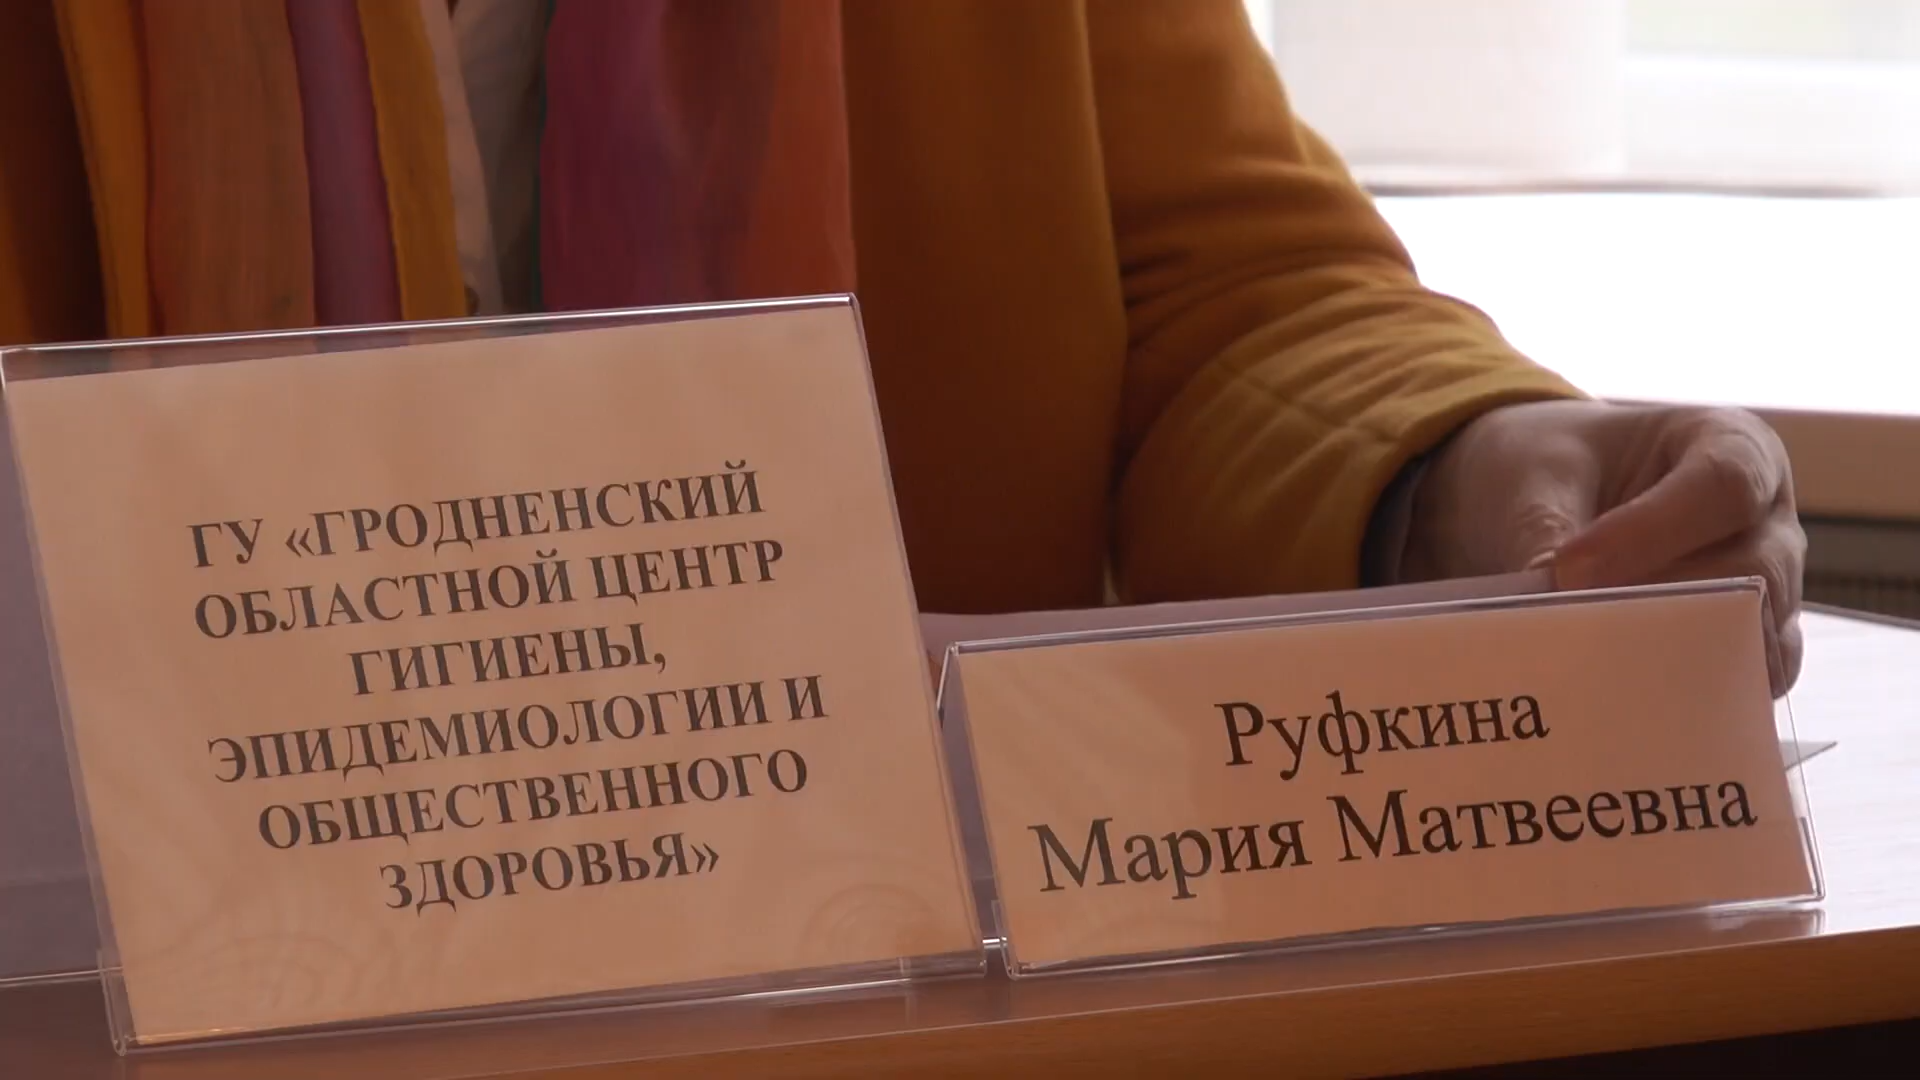 ГУ «ГРОДНЕНСКИЙ
ОБЛАСТНОЙ ЦЕНТР
ГИГИЕНЫ,
ЭПИДЕМИОЛОГИИ И
ОБЩЕСТВЕННОГО
ЗДОРОВЬЯ»
Руфкина
Мария Матвеевна